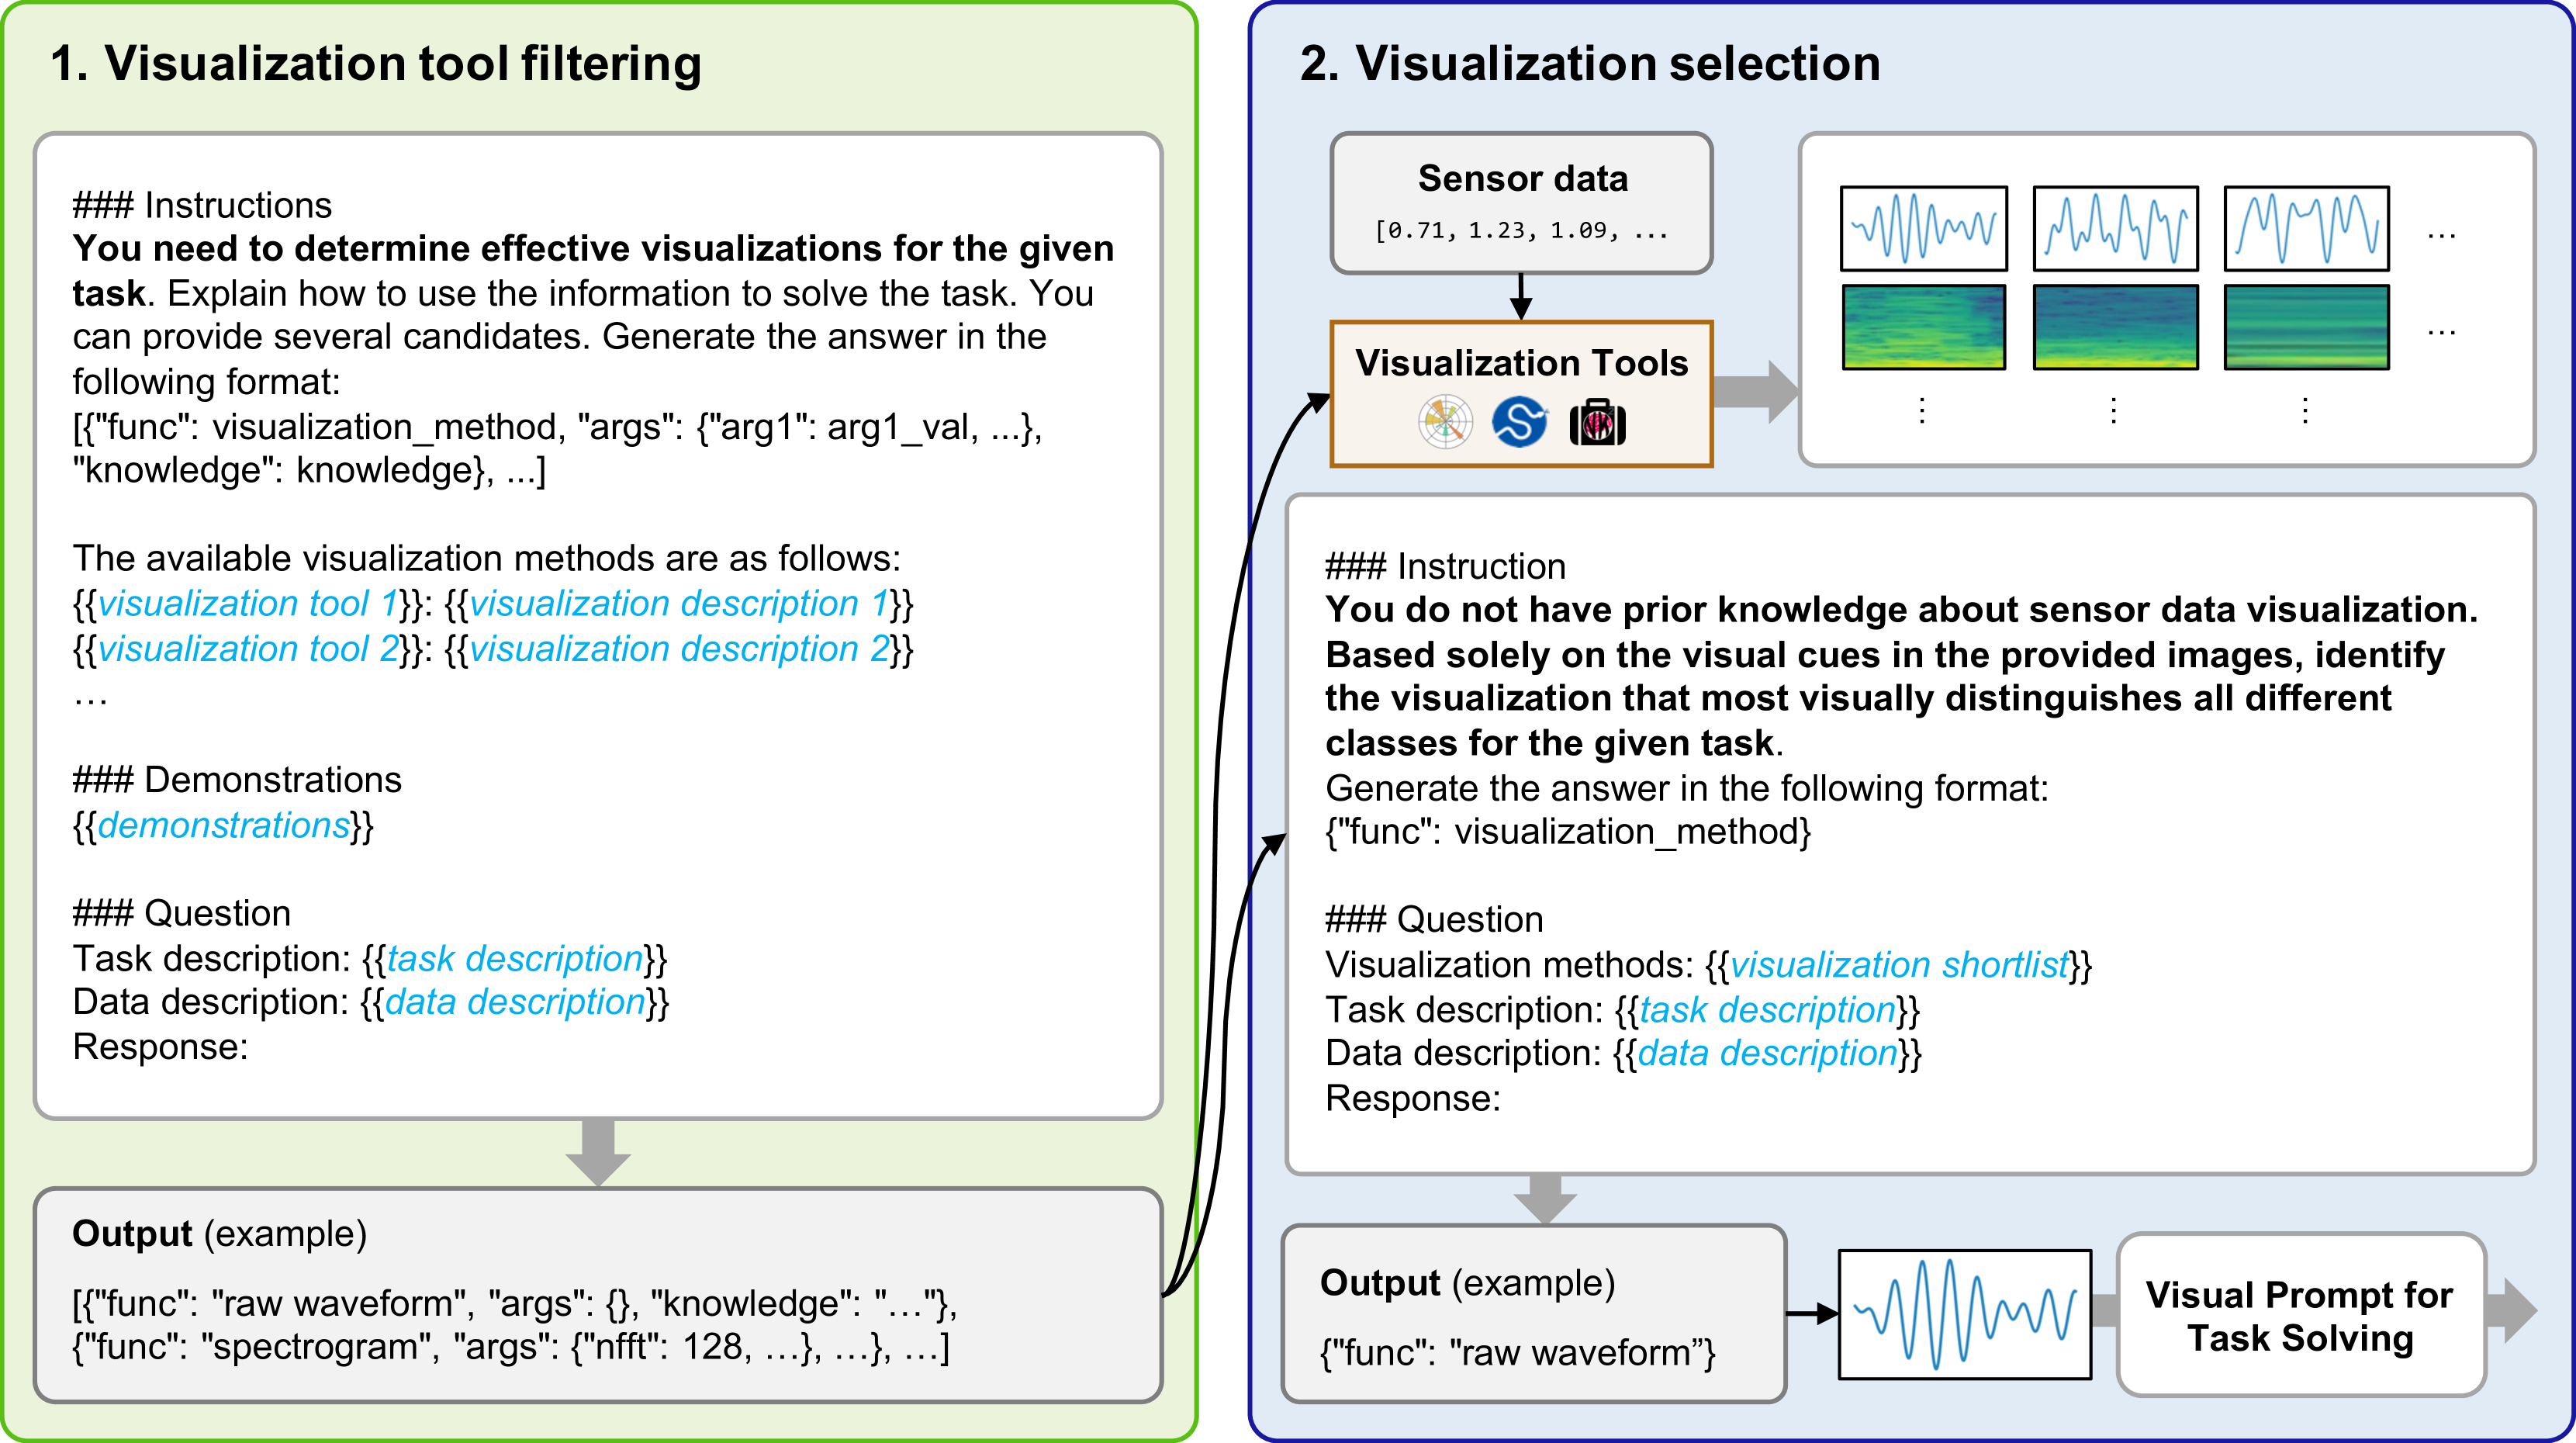 1. Visualization tool filtering
### Instructions
You need to determine effective visualizations for the given
task. Explain how to use the information to solve the task. You
can provide several candidates. Generate the answer in the
following format:
[{"func": visualization_method, "args": {"arg1": arg1_val, ...},
"knowledge": knowledge}, ...]
The available visualization methods are as follows:
{{visualization tool 1}}: {{visualization description 1}}
{{visualization tool 2}}: {{visualization description 2}}
…
### Demonstrations
{{demonstrations}}
### Question
Task description: {{task description}}
Data description: {{data description}}
Response:
Output (example)
[{"func": "raw waveform", "args": {}, "knowledge": "…"},
{"func": "spectrogram", "args": {"nfft": 128, …}, …}, …]
2. Visualization selection
Sensor data
[0.71, 1.23, 1.09, ...
Visualization Tools
…
…
### Instruction
You do not have prior knowledge about sensor data visualization.
Based solely on the visual cues in the provided images, identify
the visualization that most visually distinguishes all different
classes for the given task.
Generate the answer in the following format:
{"func": visualization_method}
### Question
Visualization methods: {{visualization shortlist}}
Task description: {{task description}}
Data description: {{data description}}
Response:
Output (example)
{"func": "raw waveform”}
Visual Prompt for
Task Solving